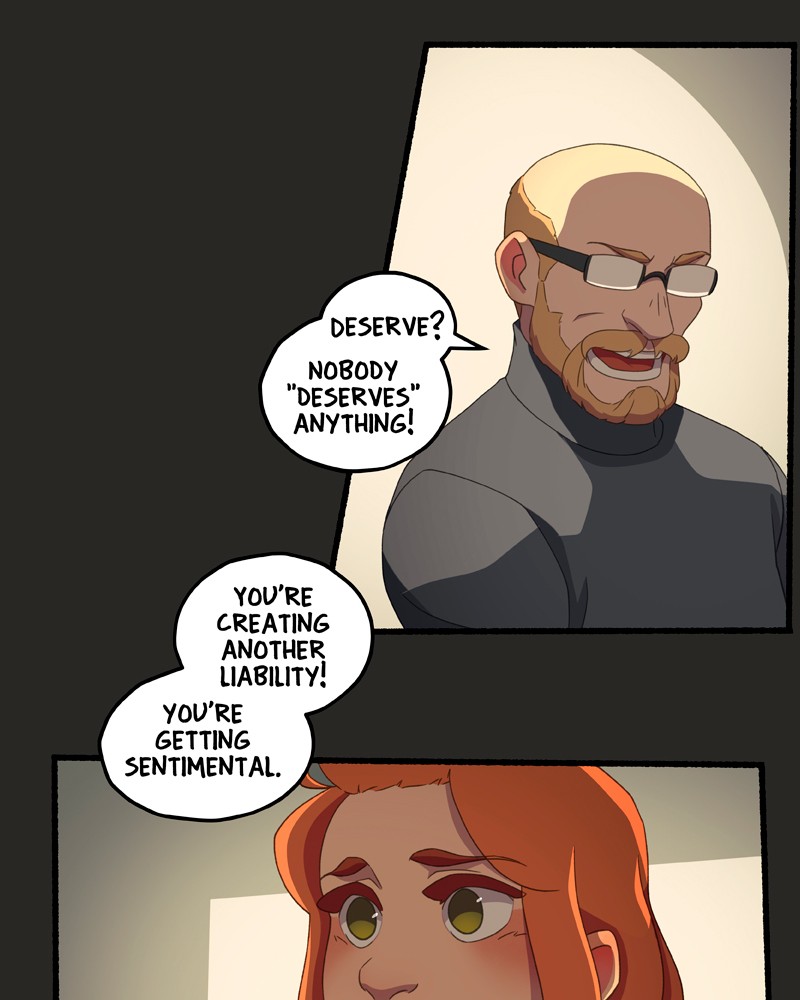 DESERVE?
NOBODY
"DESERVES"
ANYTHING!
YOU'RE
CREATING
ANOTHER
LIABILITY!
YOU'RE
GETTING
SENTIMENTAL.